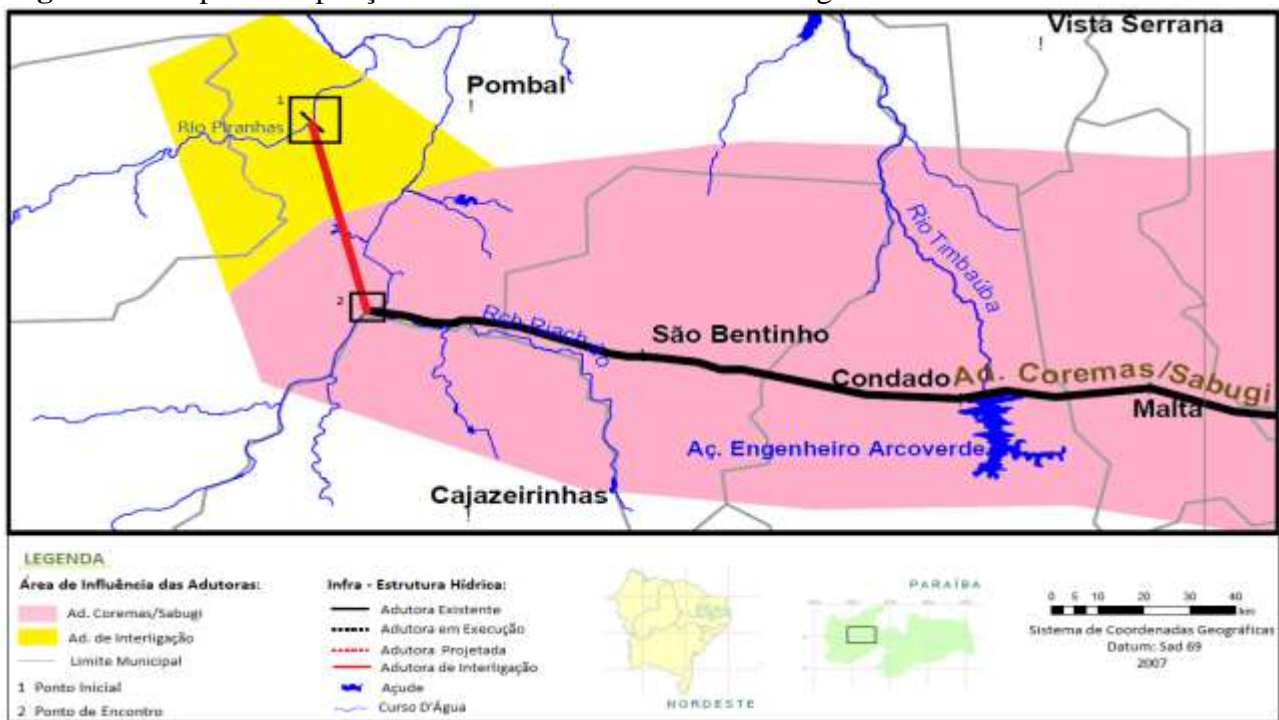 Vista Serrana
Pombal
1
Rio Piranhas
Rio Timbaúba
2
Rch Riachão
São Bentinho
Condado
Ad. Coremas/Sabugi
Malta
Aç. Engenheiro Arcoverde
Cajazeirinhas
LEGENDA
Área de Influência das Adutoras:
Ad. Coremas/Sabugi
Ad. de Interligação
Limite Municipal
1 Ponto Inicial
2 Ponto de Encontro
Infra - Estrutura Hídrica:
Adutora Existente
Adutora em Execução
Adutora Projetada
Adutora de Interligação
Açude
Curso D'Água
NORDESTE
PARAÍBA
0 5 10 20 30 40
km
Sistema de Coordenadas Geográficas
Datum: Sad 69
2007